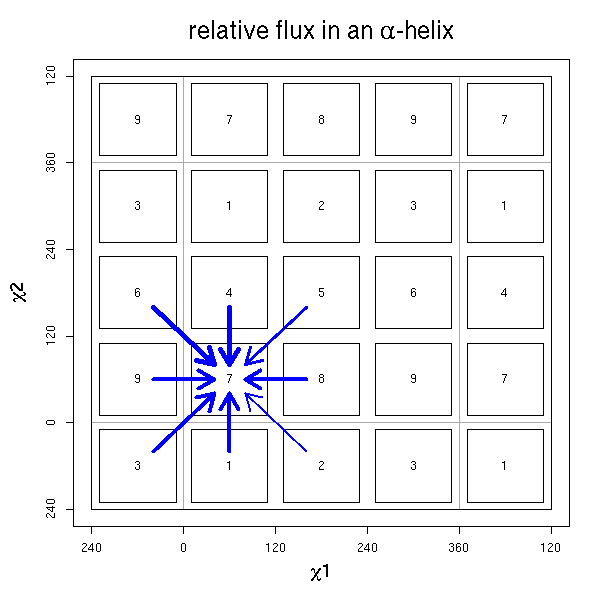 relative flux in an α-helix
120
9 7 8 9 7
360
3 1 2 3 1
240
6 4 5 6 4
χ2
120
9 7 8 9 7
0
3 1 2 3 1
240
240 0 120 240 360 120
χ1